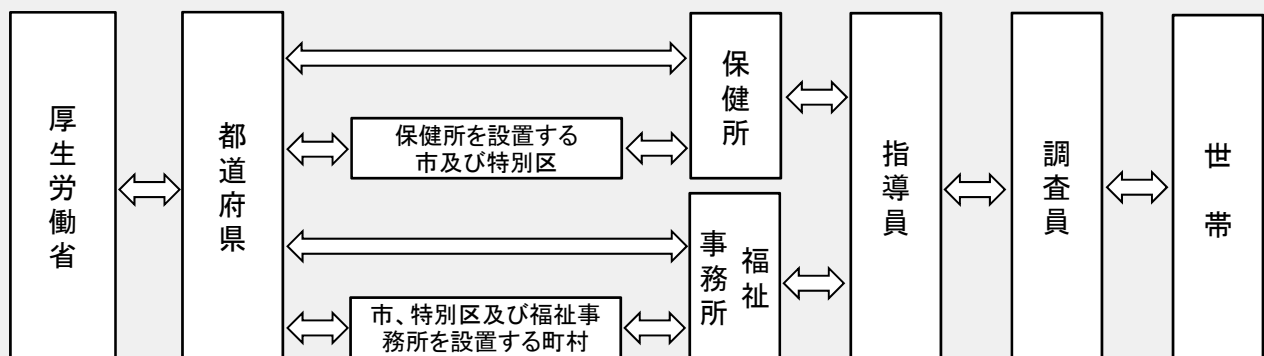 厚生労働省
都道府県
保健所を設置する
市及び特別区
市、特別区及び福祉事
務所を設置する町村
保健所
福祉
事務所
指導員
調査員
世帯